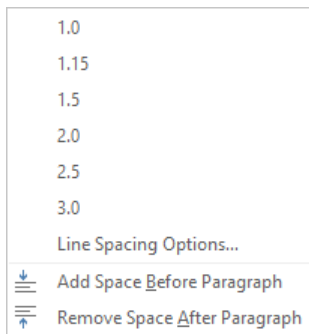 1.0
1.15
1.5
2.0
2.5
3.0
Line Spacing Options...
Add Space Before Paragraph
Remove Space After Paragraph